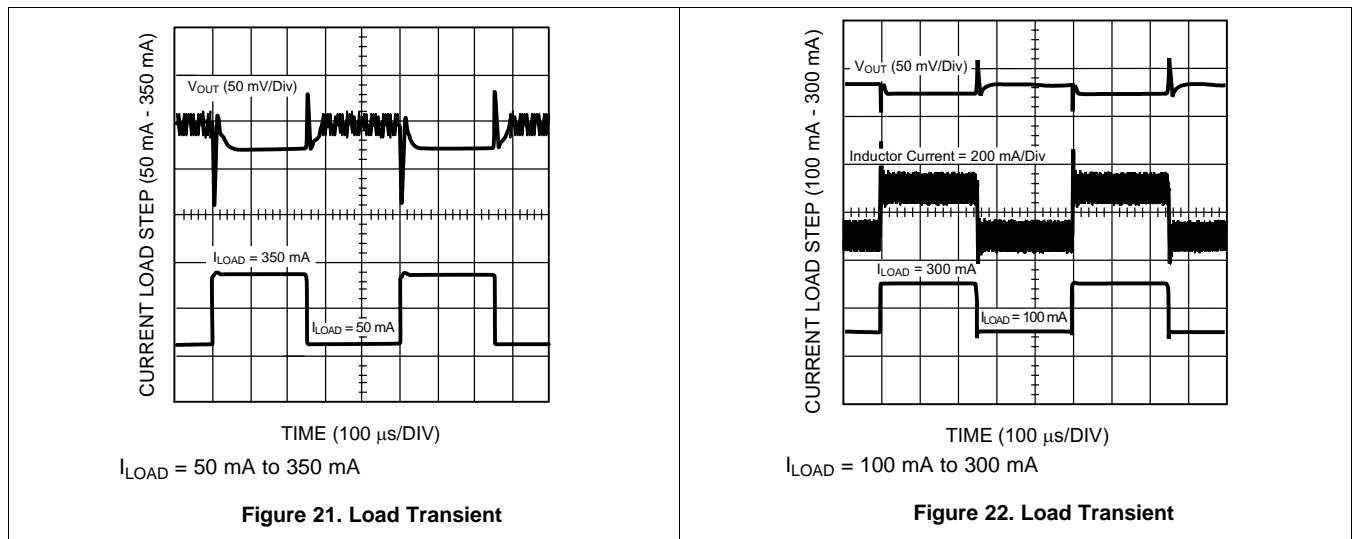 CURRENT LOAD STEP (50 mA - 350 mA)
VOUT (50 mV/Div)
ILOAD = 350 mA
ILOAD = 50 mA
TIME (100 µs/DIV)
ILOAD = 50 mA to 350 mA
Figure 21. Load Transient
CURRENT LOAD STEP (100 mA - 300 mA)
VOUT (50 mV/Div)
Inductor Current = 200 mA/Div
ILOAD = 300 mA
ILOAD = 100 mA
TIME (100 µs/DIV)
ILOAD = 100 mA to 300 mA
Figure 22. Load Transient